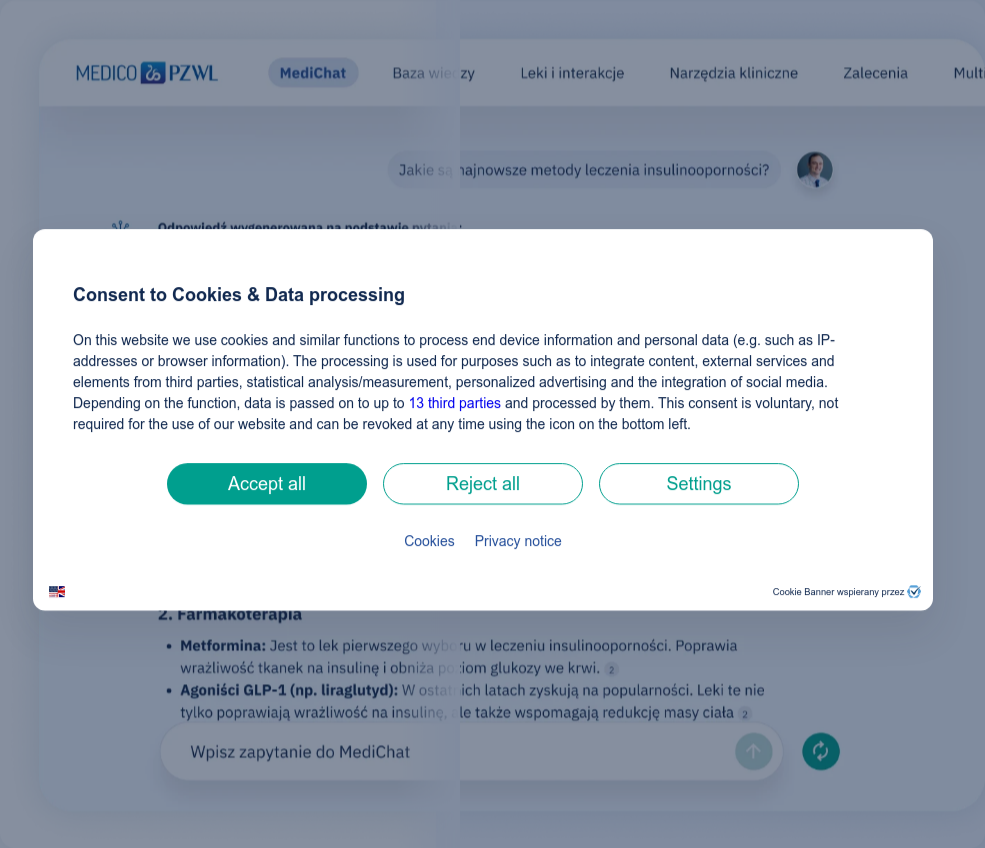 MEDICO PZWL
MediChat
Baza wiedzy
Leki i interakcje
Narzędzia kliniczne
Zalecenia
Jakie są najnowsze metody leczenia insulinooporności?
Odpowiedź wygenerowana na podstawie pytania:
Consent to Cookies & Data processing
On this website we use cookies and similar functions to process end device information and personal data (e.g. such as IP-
addresses or browser information). The processing is used for purposes such as to integrate content, external services and
elements from third parties, statistical analysis/measurement, personalized advertising and the integration of social media.
Depending on the function, data is passed on to up to 13 third parties and processed by them. This consent is voluntary, not
required for the use of our website and can be revoked at any time using the icon on the bottom left.
Accept all
Reject all
Settings
Cookies
Privacy notice
Cookie Banner wspierany przez
2. Farmakoterapia
• Metformina: Jest to lek pierwszego wyboru w leczeniu insulinooporności. Poprawia
wrażliwość tkanek na insulinę i obniża poziom glukozy we krwi. 2
• Agoniści GLP-1 (np. liraglutyd): W ostatnich latach zyskują na popularności. Leki te nie
tylko poprawiają wrażliwość na insulinę, ale także wspomagają redukcję masy ciała 2
Wpisz zapytanie do MediChat